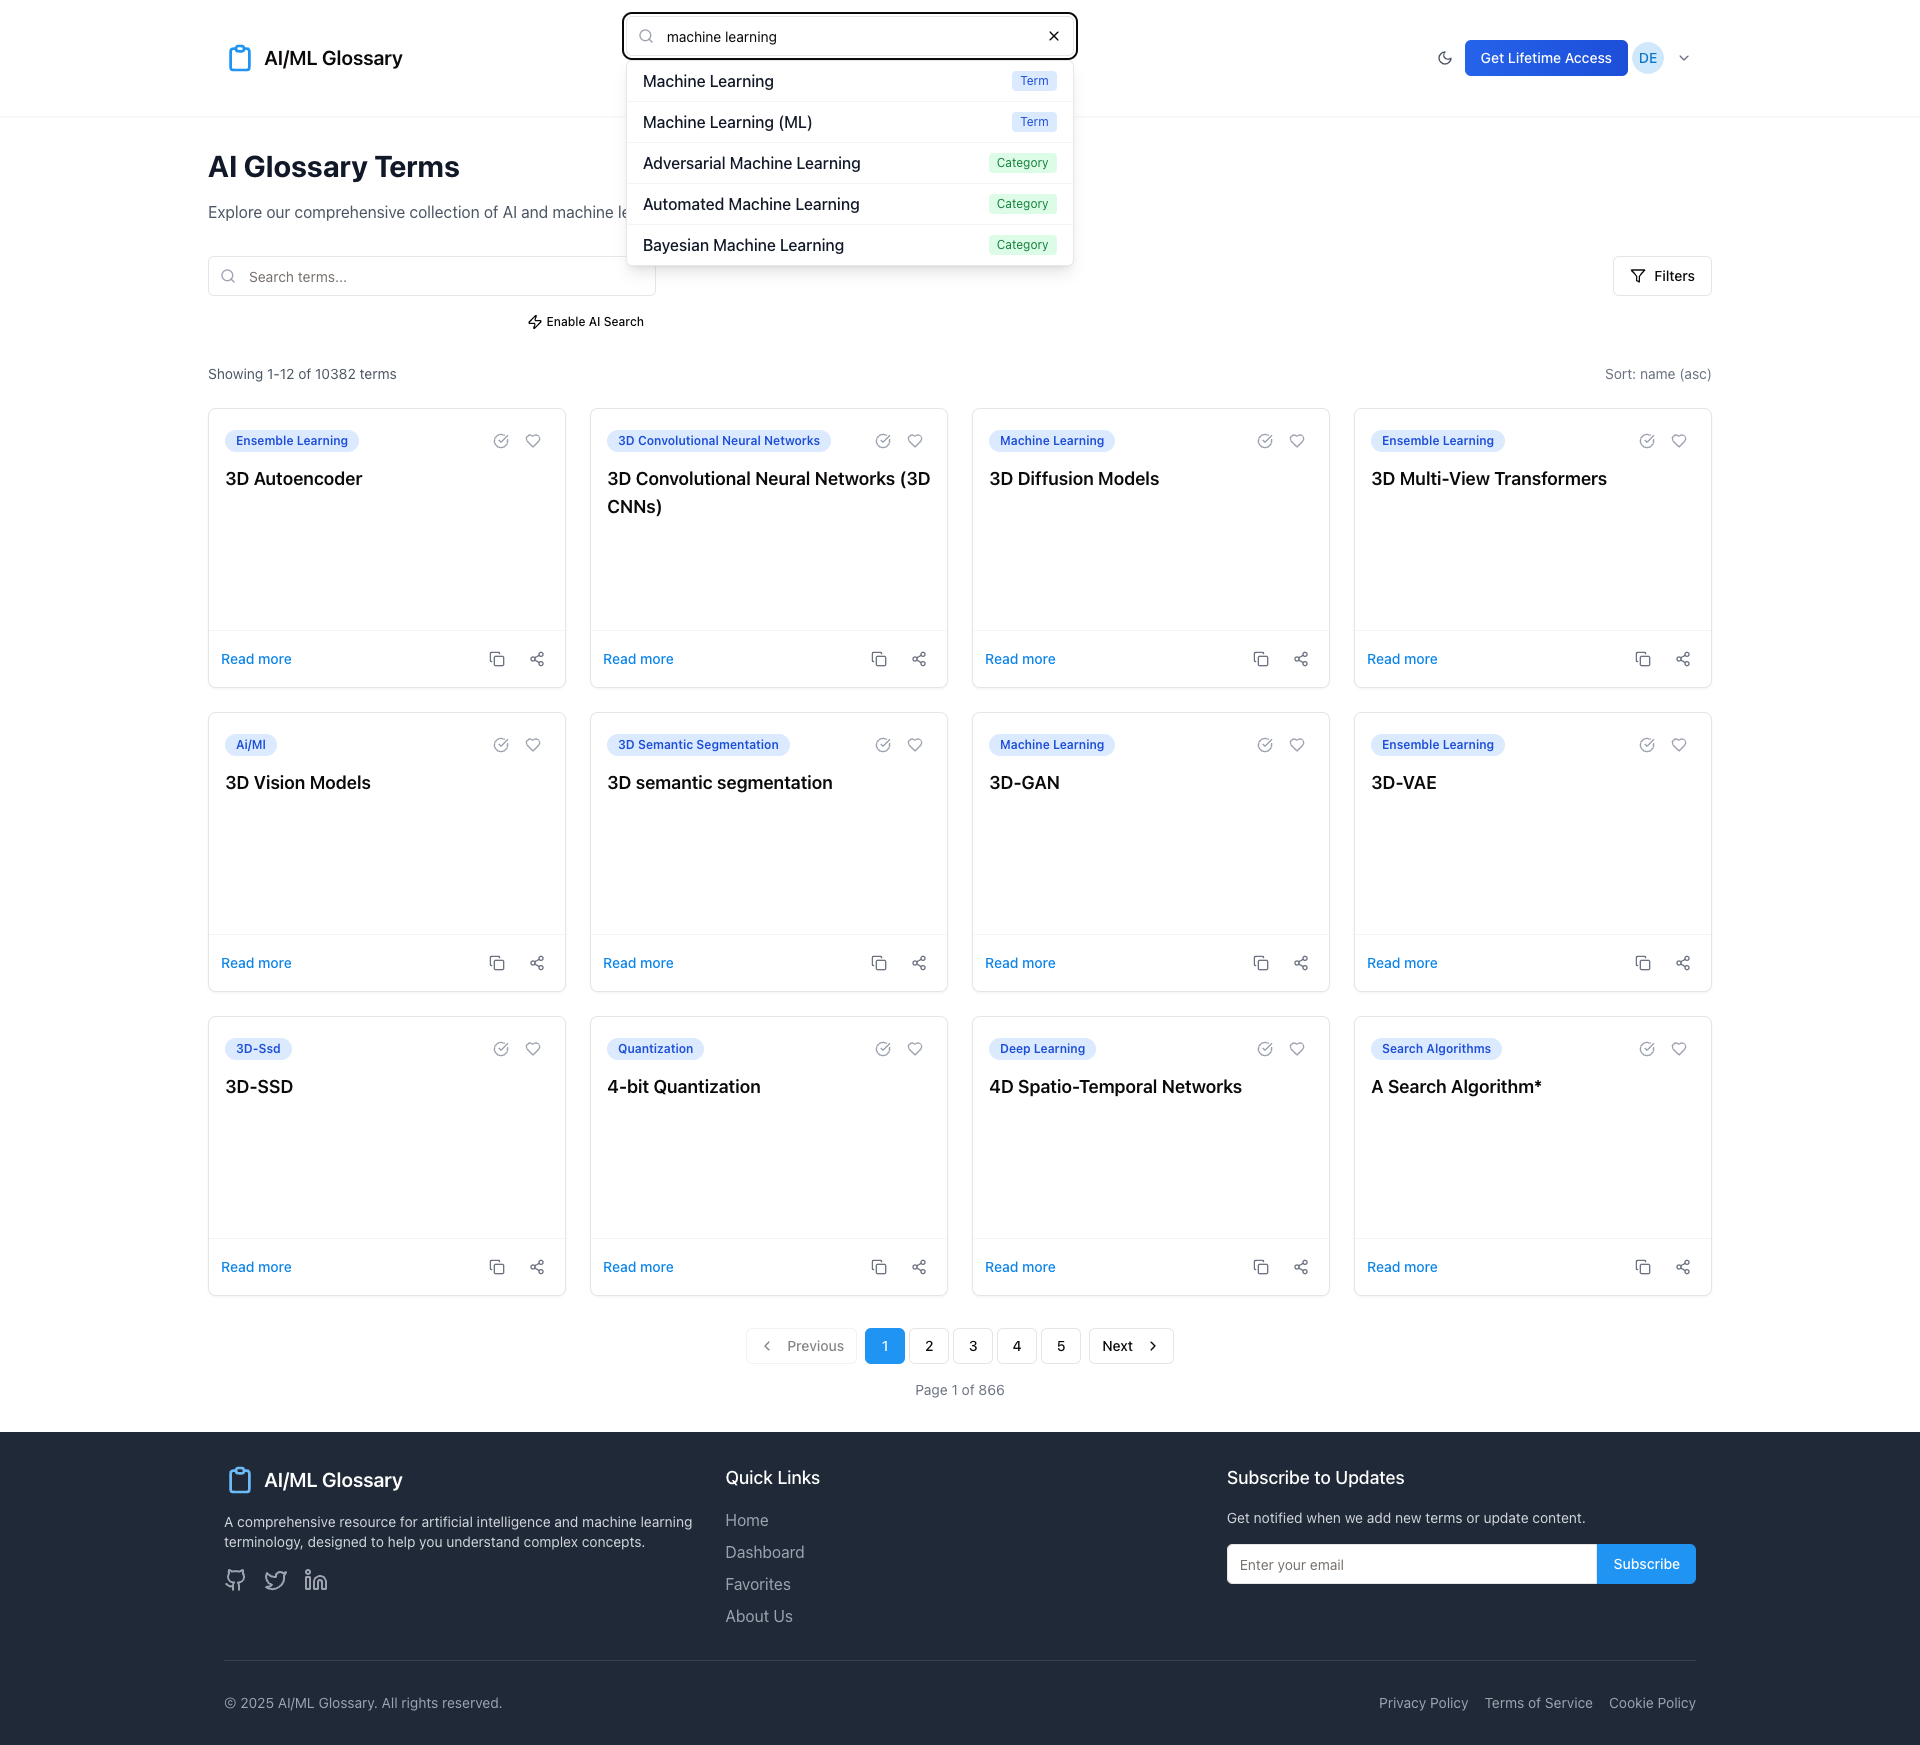 AI/ML Glossary
machine learning
Get Lifetime Access
DE
Machine Learning Term
Machine Learning (ML) Term
Adversarial Machine Learning Category
Automated Machine Learning Category
Bayesian Machine Learning Category
AI Glossary Terms
Explore our comprehensive collection of AI and machine
Search terms...
Filters
Enable AI Search
Showing 1-12 of 10382 terms
Sort: name (asc)
Ensemble Learning
3D Autoencoder
Read more
3D Convolutional Neural Networks
3D Convolutional Neural Networks (3D
CNNs)
Read more
Machine Learning
3D Diffusion Models
Read more
Ensemble Learning
3D Multi-View Transformers
Read more
Ai/Ml
3D Vision Models
Read more
3D Semantic Segmentation
3D semantic segmentation
Read more
Machine Learning
3D-GAN
Read more
Ensemble Learning
3D-VAE
Read more
3D-Ssd
3D-SSD
Read more
Quantization
4-bit Quantization
Read more
Deep Learning
4D Spatio-Temporal Networks
Read more
Search Algorithms
A Search Algorithm*
Read more
Previous 1 2 3 4 5 Next
Page 1 of 866
AI/ML Glossary
A comprehensive resource for artificial intelligence and machine learning
terminology, designed to help you understand complex concepts.
Quick Links
Home
Dashboard
Favorites
About Us
Subscribe to Updates
Get notified when we add new terms or update content.
Enter your email
Subscribe
© 2025 AI/ML Glossary. All rights reserved.
Privacy Policy Terms of Service Cookie Policy